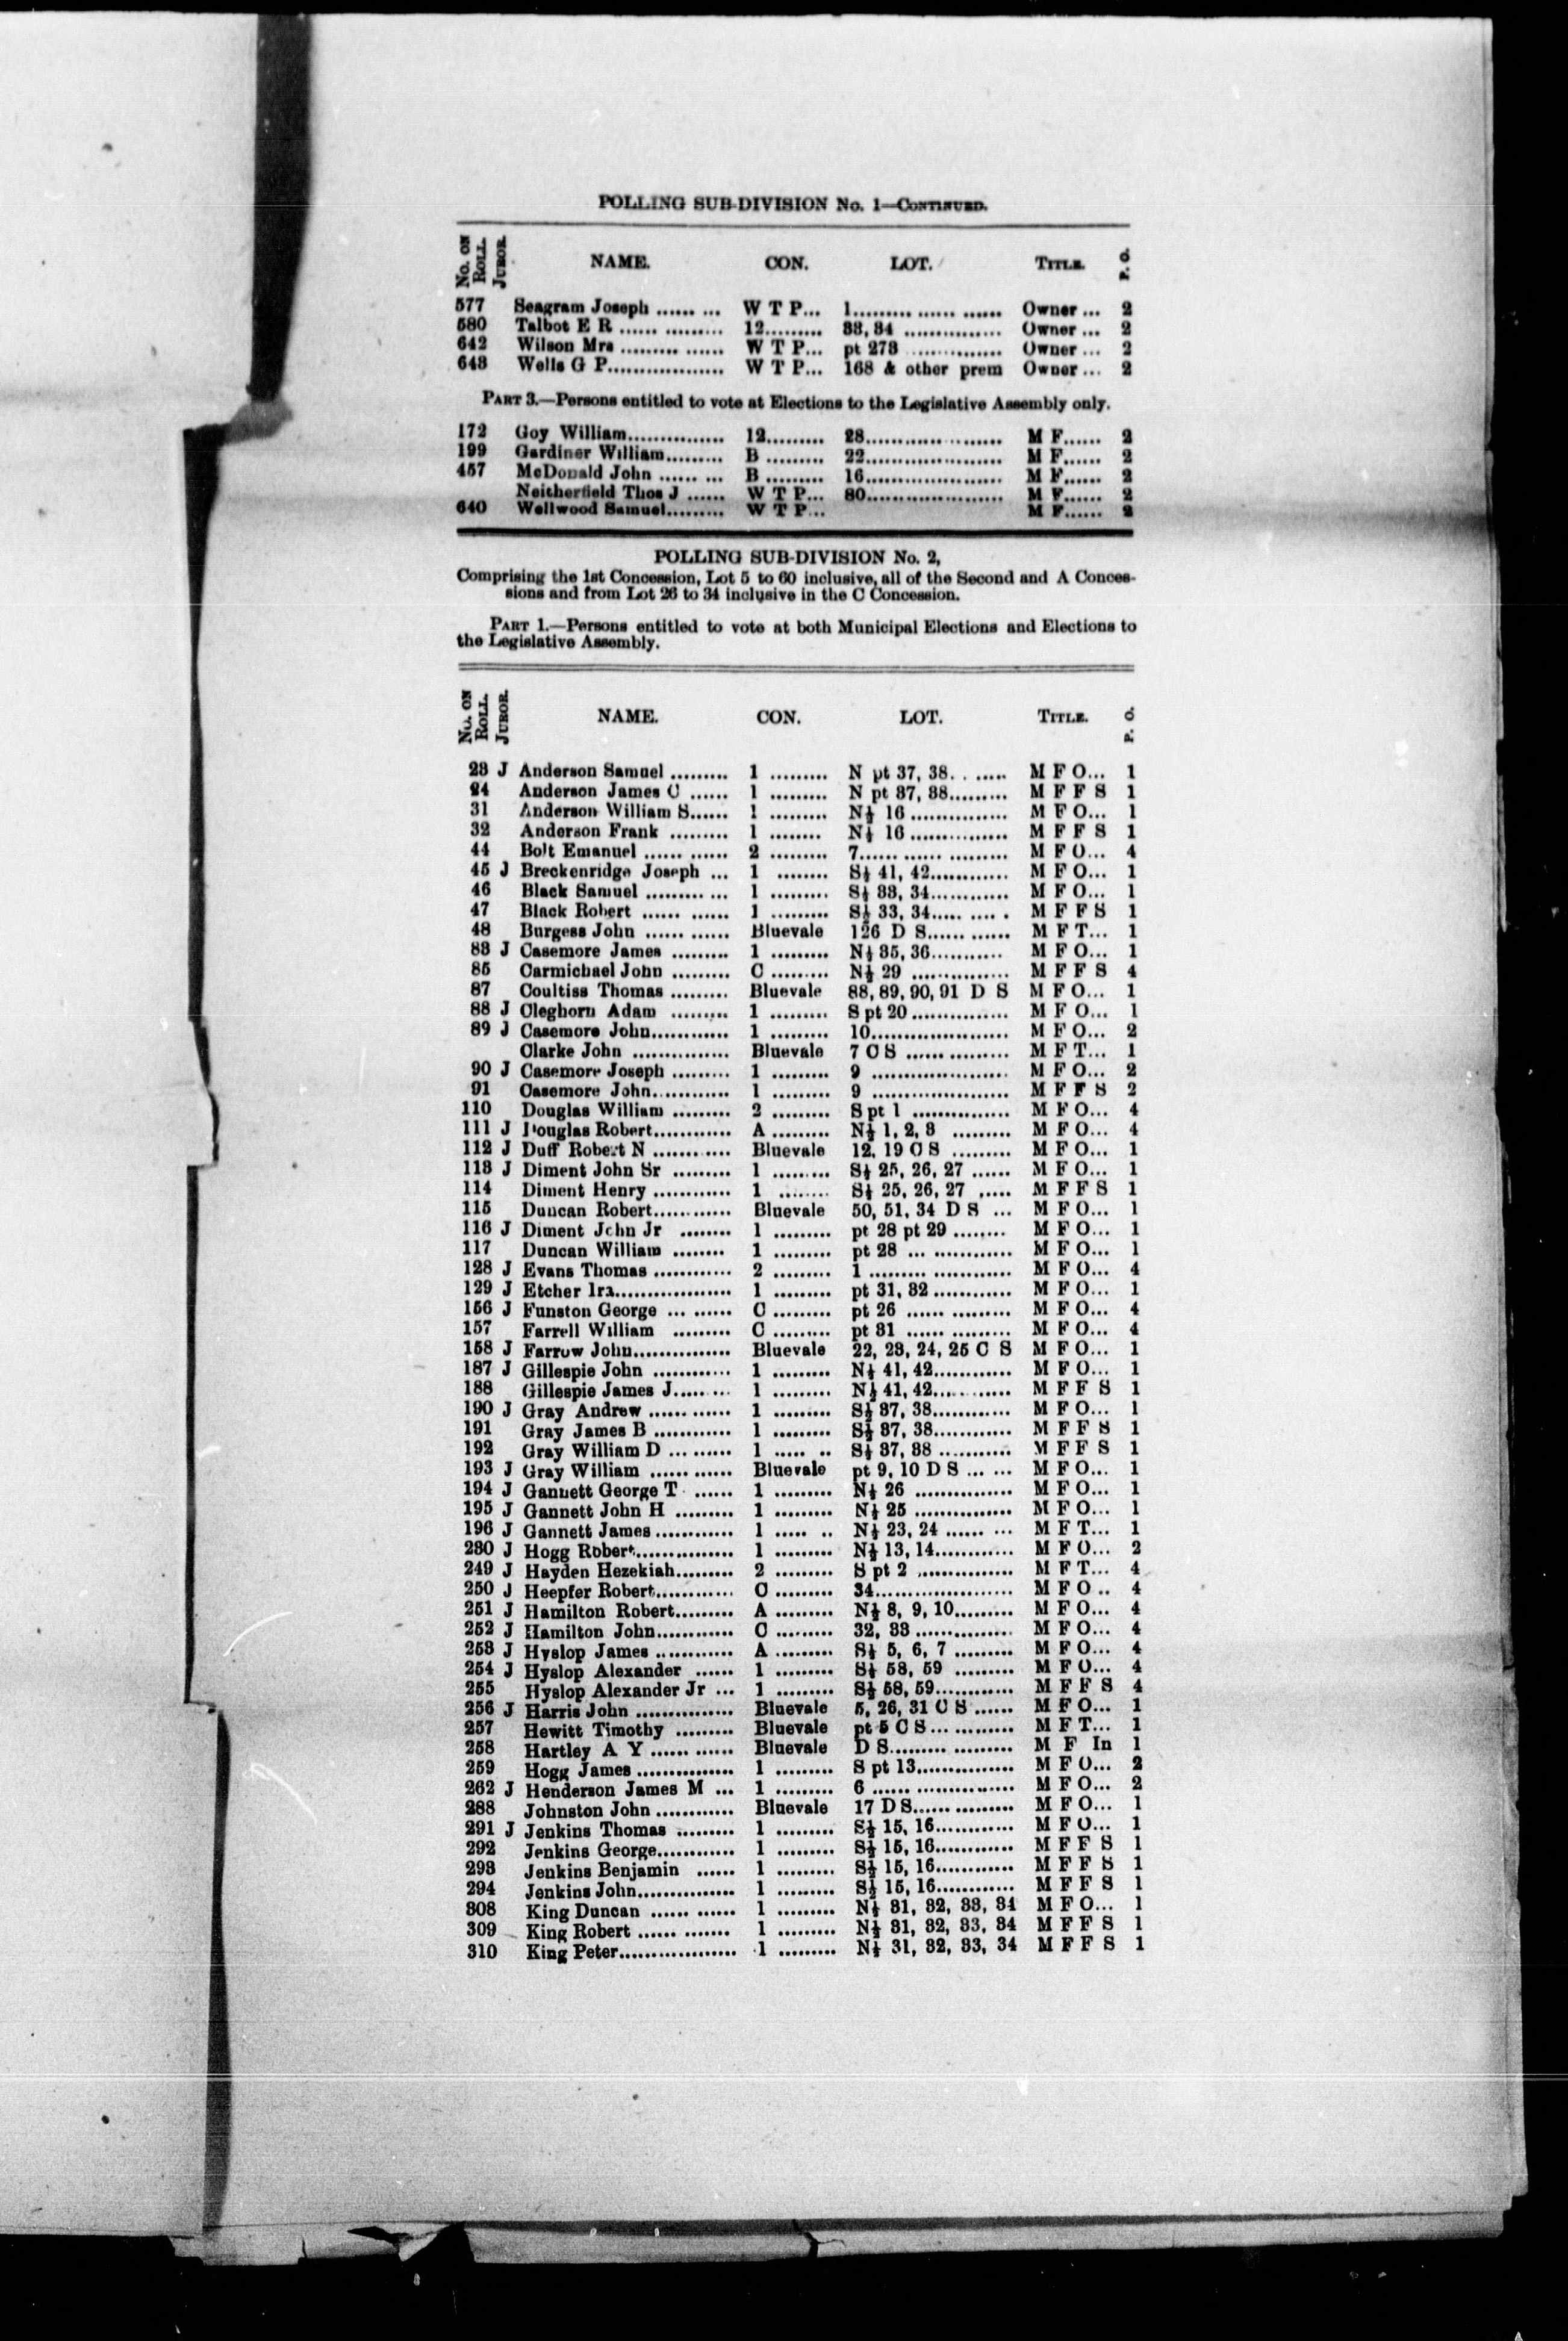 POLLING SUB-DIVISION No. 1—CONTINUED.
No. ON ROLL. JUROR. NAME. CON. LOT. TITLE. P. O.
577 Seagram Joseph ...... ... W T P... 1......... ...... ...... Owner ... 2
580 Talbot E R ...... ......... 12......... 33, 34 ............... Owner ... 2
642 Wilson Mrs ......... ...... W T P... pt 273 .............. Owner ... 2
643 Wells G P.................. W T P... 168 & other prem Owner ... 2
PART 3.—Persons entitled to vote at Elections to the Legislative Assembly only.
172 Goy William............... 12......... 28..................... M F...... 2
199 Gardiner William......... B ......... 22..................... M F...... 2
457 McDonald John ...... ... B ......... 16..................... M F...... 2
Neitherfield Thos J ...... W T P... 80..................... M F...... 2
640 Wellwood Samuel......... W T P... M F...... 2
POLLING SUB-DIVISION No. 2,
Comprising the 1st Concession, Lot 5 to 60 inclusive, all of the Second and A Conces-
sions and from Lot 26 to 34 inclusive in the C Concession.
PART 1.—Persons entitled to vote at both Municipal Elections and Elections to
the Legislative Assembly.
No. ON ROLL. JUROR. NAME. CON. LOT. TITLE. P. O.
23 J Anderson Samuel ......... 1 ......... N pt 37, 38. . ..... M F O... 1
24 Anderson James C ...... 1 ......... N pt 37, 38......... M F F S 1
31 Anderson William S...... 1 ......... N½ 16 ............... M F O... 1
32 Anderson Frank ......... 1 ........ N½ 16 ............... M F F S 1
44 Bolt Emanuel ...... ...... 2 ......... 7...... ...... ......... M F O... 4
45 J Breckenridge Joseph ... 1 ........ S½ 41, 42............ M F O... 1
46 Black Samuel ......... ... 1 ......... S½ 33, 34............ M F O... 1
47 Black Robert ...... ...... 1 ......... S½ 33, 34..... ..... . M F F S 1
48 Burgess John ...... ...... Bluevale 126 D S...... ...... M F T... 1
83 J Casemore James ......... 1 ......... N½ 35, 36........... M F O... 1
85 Carmichael John ......... C ......... N½ 29 ............... M F F S 4
87 Coultiss Thomas ......... Bluevale 88, 89, 90, 91 D S M F O... 1
88 J Cleghorn Adam ......... 1 ......... S pt 20 ............... M F O... 1
89 J Casemore John............ 1 ......... 10..................... M F O... 2
Clarke John ............... Bluevale 7 C S ...... ......... M F T... 1
90 J Casemore Joseph ......... 1 ......... 9 ..................... M F O... 2
91 Casemore John............ 1 ......... 9 ..................... M F F S 2
110 Douglas William ......... 2 ......... S pt 1 ............... M F O... 4
111 J Douglas Robert............ A ......... N½ 1, 2, 3 ......... M F O... 4
112 J Duff Robert N ............ Bluevale 12, 19 C S ......... M F O... 1
113 J Diment John Sr ......... 1 ......... S½ 25, 26, 27 ...... M F O... 1
114 Diment Henry ............ 1 ........ S½ 25, 26, 27 ,.... M F F S 1
115 Duncan Robert............ Bluevale 50, 51, 34 D S ... M F O... 1
116 J Diment John Jr ........ 1 ......... pt 28 pt 29 ........ M F O... 1
117 Duncan William ........ 1 ......... pt 28 ... ............ M F O... 1
128 J Evans Thomas ............ 2 ......... 1 ......... ............ M F O... 4
129 J Etcher Ira.................. 1 ......... pt 31, 32 ............ M F O... 1
156 J Funston George ... ...... C ......... pt 26 ...... ......... M F O... 4
157 Farrell William ......... C ......... pt 31 ...... ......... M F O... 4
158 J Farrow John............... Bluevale 22, 23, 24, 25 C S M F O... 1
187 J Gillespie John ............ 1 ......... N½ 41, 42............ M F O... 1
188 Gillespie James J......... 1 ......... N½ 41, 42............ M F F S 1
190 J Gray Andrew ...... ...... 1 ......... S½ 37, 38............ M F O... 1
191 Gray James B ............ 1 ......... S½ 37, 38............ M F F S 1
192 Gray William D ... ...... 1 ...... .. S½ 37, 38 ........... M F F S 1
193 J Gray William ...... ...... Bluevale pt 9, 10 D S ... ... M F O... 1
194 J Gannett George T ...... 1 ......... N½ 26 ............... M F O... 1
195 J Gannett John H ......... 1 ......... N½ 25 ............... M F O... 1
196 J Gannett James............ 1 ...... .. N½ 23, 24 ...... ... M F T... 1
230 J Hogg Robert............... 1 ......... N½ 13, 14............ M F O... 2
249 J Hayden Hezekiah......... 2 ......... S pt 2 ............... M F T... 4
250 J Heepfer Robert............ C ......... 34..................... M F O .. 4
251 J Hamilton Robert......... A ......... N½ 8, 9, 10......... M F O... 4
252 J Hamilton John............ C ......... 32, 33 ............... M F O... 4
253 J Hyslop James ............ A ......... S½ 5, 6, 7 ......... M F O... 4
254 J Hyslop Alexander ...... 1 ......... S½ 58, 59 ......... M F O... 4
255 Hyslop Alexander Jr ... 1 ......... S½ 58, 59............ M F F S 4
256 J Harris John ............... Bluevale 5, 26, 31 C S ...... M F O... 1
257 Hewitt Timothy ......... Bluevale pt 5 C S... ......... M F T... 1
258 Hartley A Y ...... ...... Bluevale D S......... ......... M F In 1
259 Hogg James ............... 1 ......... S pt 13............... M F O... 2
262 J Henderson James M ... 1 ......... 6 ...... ............... M F O... 2
288 Johnston John ............ Bluevale 17 D S...... ......... M F O... 1
291 J Jenkins Thomas ......... 1 ......... S½ 15, 16............ M F O... 1
292 Jenkins George............ 1 ......... S½ 15, 16............ M F F S 1
293 Jenkins Benjamin ...... 1 ......... S½ 15, 16............ M F F S 1
294 Jenkins John............... 1 ......... S½ 15, 16............ M F F S 1
308 King Duncan ...... ...... 1 ......... N½ 31, 32, 33, 34 M F O... 1
309 King Robert ...... ....... 1 ......... N½ 31, 32, 33, 34 M F F S 1
310 King Peter.................. 1 ......... N½ 31, 32, 33, 34 M F F S 1